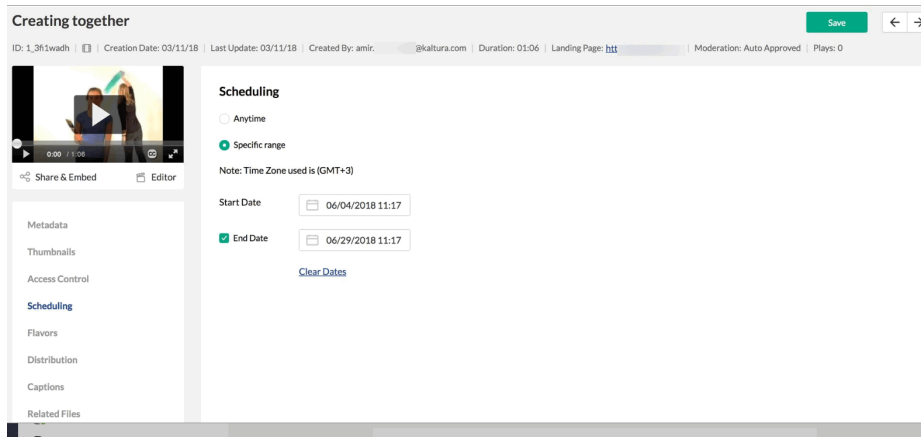 Creating together
Save
ID: 1_3fi1wadh | Creation Date: 03/11/18 | Last Update: 03/11/18 | Created By: amir. @kaltura.com | Duration: 01:06 | Landing Page: htt | Moderation: Auto Approved | Plays: 0
0:00 / 1:06
CC
Share & Embed
Editor
Metadata
Thumbnails
Access Control
Scheduling
Flavors
Distribution
Captions
Related Files
Scheduling
Anytime
Specific range
Note: Time Zone used is (GMT+3)
Start Date 06/04/2018 11:17
End Date 06/29/2018 11:17
Clear Dates